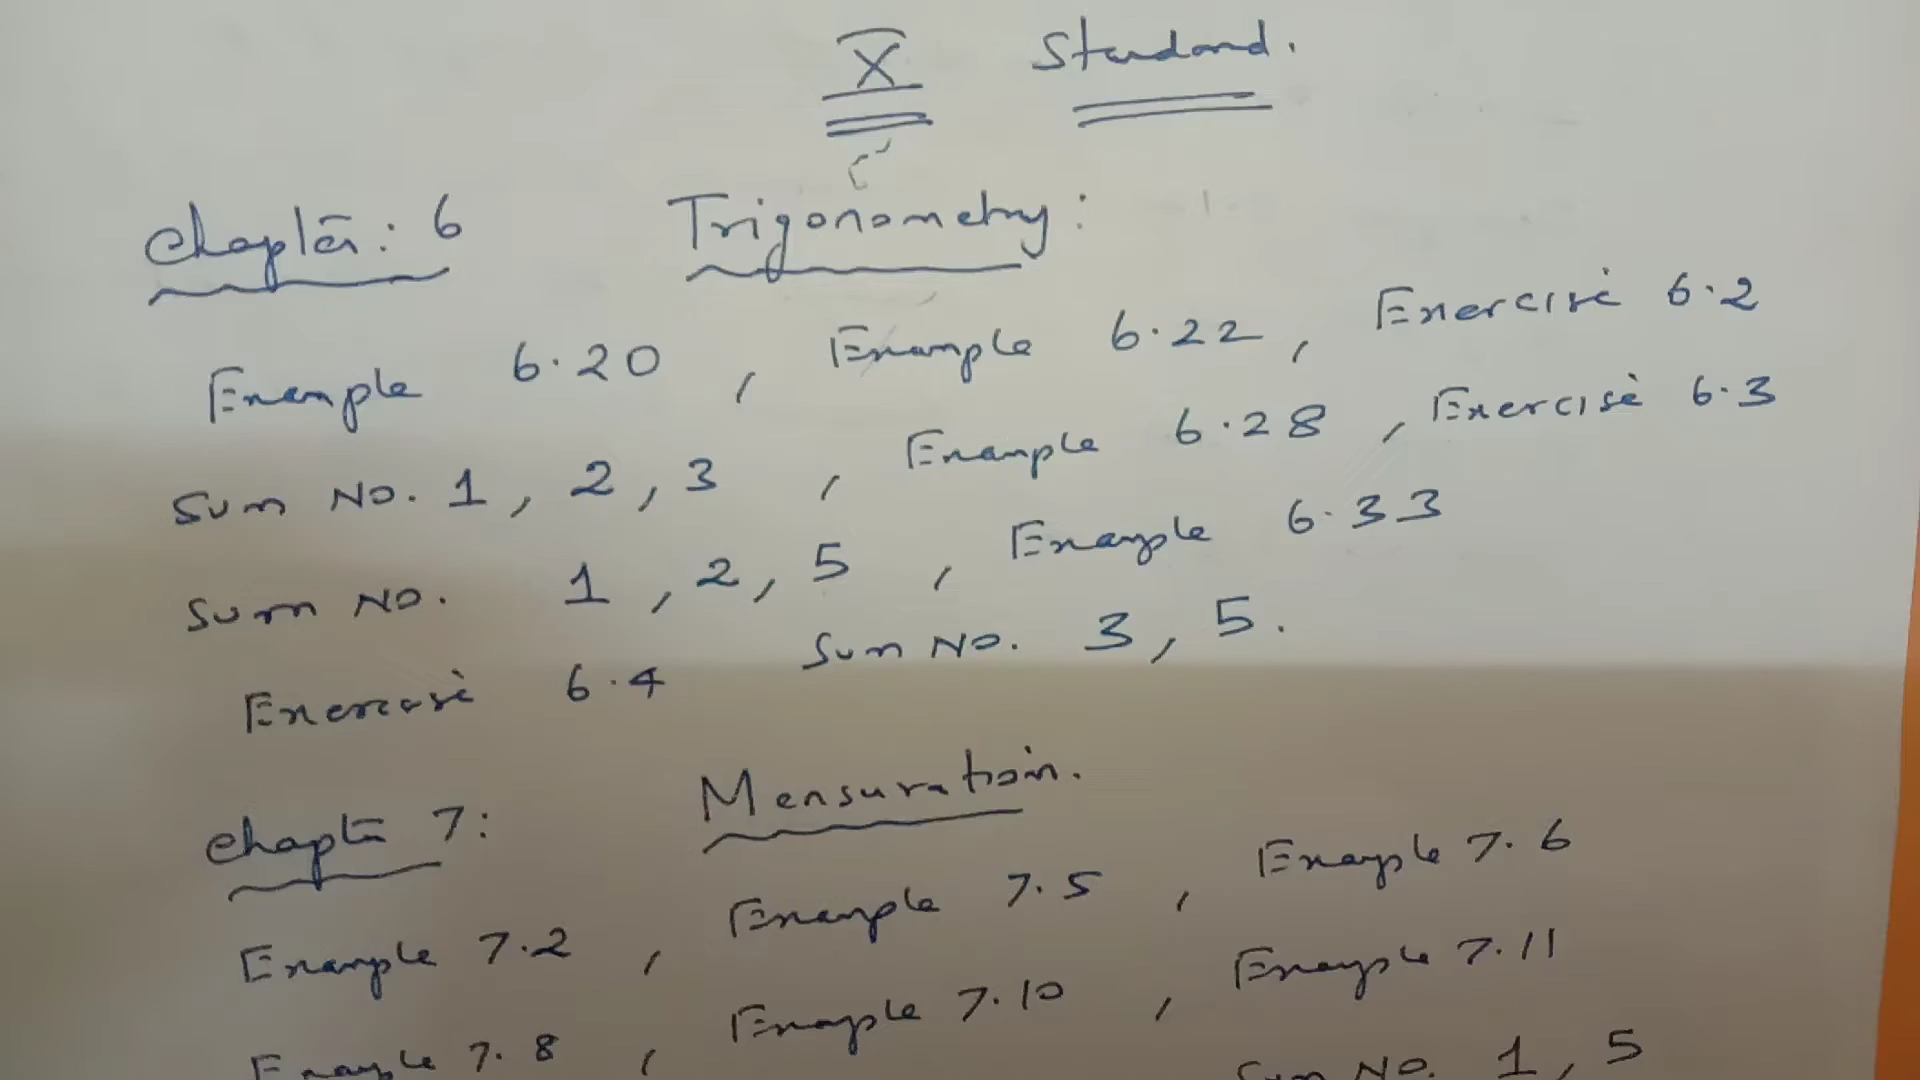 X Standard.
Chapter: 6 Trigonometry:
Example 6.20 , Example 6.22 , Exercise 6.2
Sum No. 1 , 2 , 3 , Example 6.28 , Exercise 6.3
Sum No. 1 , 2 , 5 , Example 6.33
Exercise 6.4 Sum No. 3 , 5 .
Chapter 7: Mensuration.
Example 7.2 , Example 7.5 , Example 7.6
Example 7.8 , Example 7.10 , Example 7.11
Sum No. 1 , 5